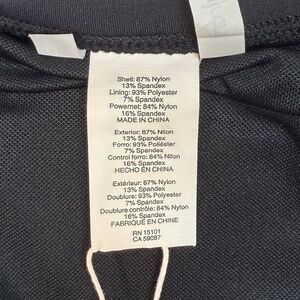 Shell: 87% Nylon
13% Spandex
Lining: 93% Polyester
7% Spandex
Powernet: 84% Nylon
16% Spandex
MADE IN CHINA
Exterior: 87% Nilon
13% Spandex
Forro: 93% Poliéster
7% Spandex
Control forro: 84% Nilon
16% Spandex
HECHO EN CHINA
Extérieur: 87% Nylon
13% Spandex
Doublure: 93% Polyester
7% Spandex
Doublure contrôle: 84% Nylon
16% Spandex
FABRIQUÉ EN CHINE
RN 15101
CA 59087